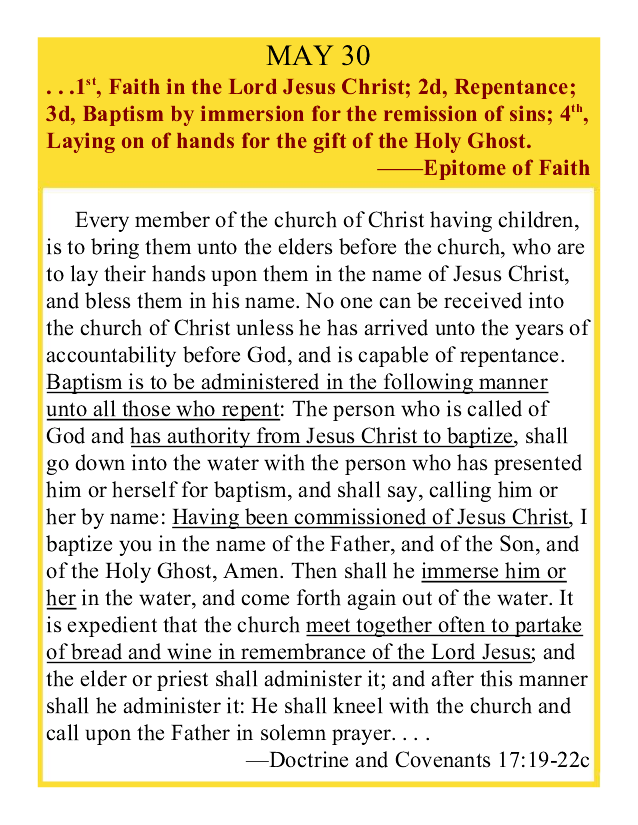 MAY 30
. . .1st, Faith in the Lord Jesus Christ; 2d, Repentance;
3d, Baptism by immersion for the remission of sins; 4th,
Laying on of hands for the gift of the Holy Ghost.
——Epitome of Faith
Every member of the church of Christ having children,
is to bring them unto the elders before the church, who are
to lay their hands upon them in the name of Jesus Christ,
and bless them in his name. No one can be received into
the church of Christ unless he has arrived unto the years of
accountability before God, and is capable of repentance.
Baptism is to be administered in the following manner
unto all those who repent: The person who is called of
God and has authority from Jesus Christ to baptize, shall
go down into the water with the person who has presented
him or herself for baptism, and shall say, calling him or
her by name: Having been commissioned of Jesus Christ, I
baptize you in the name of the Father, and of the Son, and
of the Holy Ghost, Amen. Then shall he immerse him or
her in the water, and come forth again out of the water. It
is expedient that the church meet together often to partake
of bread and wine in remembrance of the Lord Jesus; and
the elder or priest shall administer it; and after this manner
shall he administer it: He shall kneel with the church and
call upon the Father in solemn prayer. . . .
—Doctrine and Covenants 17:19-22c